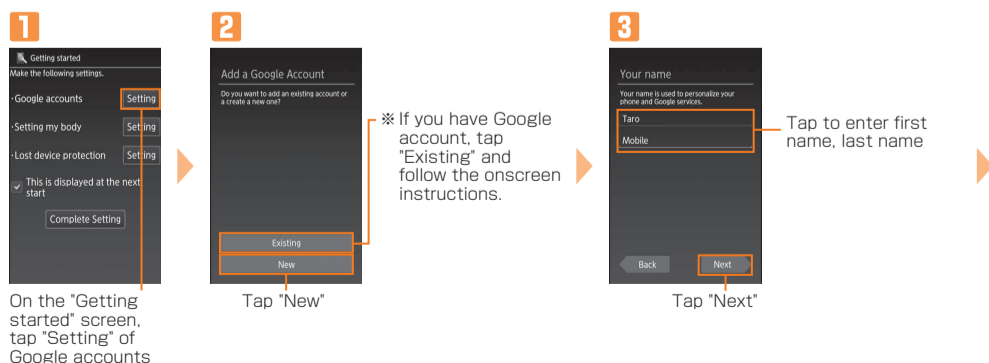 1
Getting started
Make the following settings.
・Google accounts Setting
・Setting my body Setting
・Lost device protection Setting
This is displayed at the next
start
Complete Setting
On the "Getting
started" screen,
tap "Setting" of
Google accounts
2
Add a Google Account
Do you want to add an existing account or
a create a new one?
Existing
New
※If you have Google
account, tap
"Existing" and
follow the onscreen
instructions.
Tap "New"
3
Your name
Your name is used to personalize your
phone and Google services.
Taro
Mobile
Back Next
Tap to enter first
name, last name
Tap "Next"